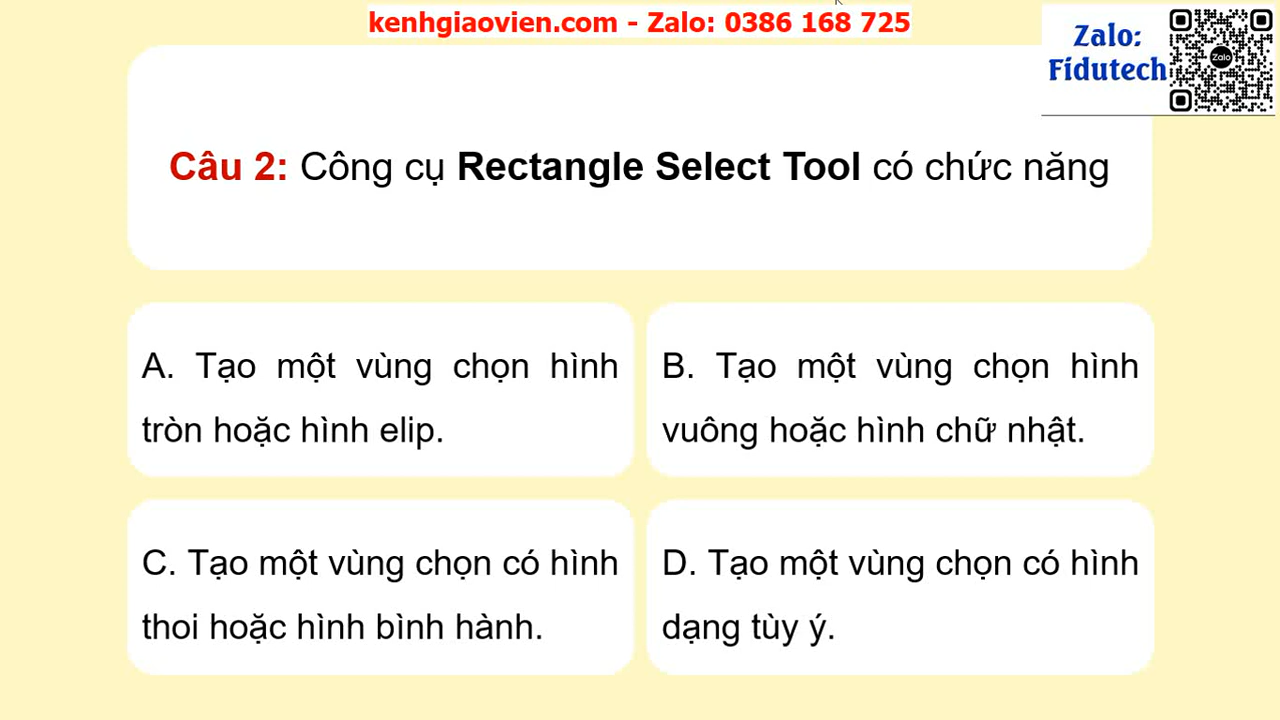 kenhgiaovien.com - Zalo: 0386 168 725
Zalo:
Fidutech
Zalo
Câu 2: Công cụ Rectangle Select Tool có chức năng
A. Tạo một vùng chọn hình
tròn hoặc hình elip.
B. Tạo một vùng chọn hình
vuông hoặc hình chữ nhật.
C. Tạo một vùng chọn có hình
thoi hoặc hình bình hành.
D. Tạo một vùng chọn có hình
dạng tùy ý.